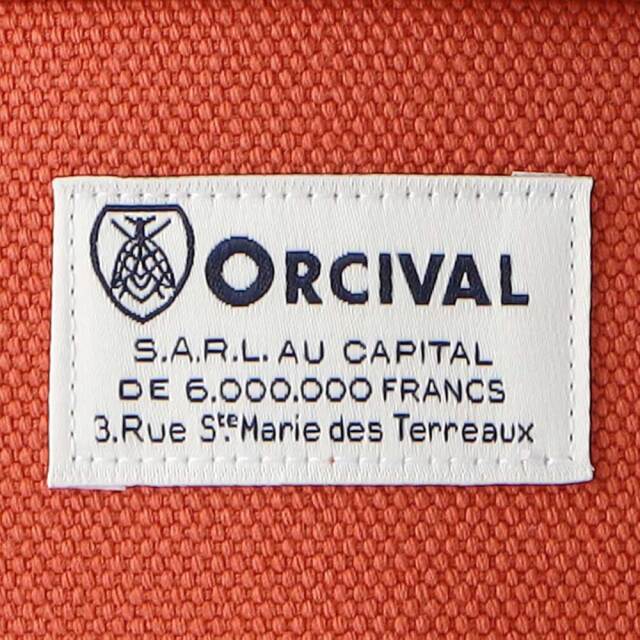 ORCIVAL
S.A.R.L. AU CAPITAL
DE 6.000.000 FRANCS
3.Rue Ste.Marie des Terreaux